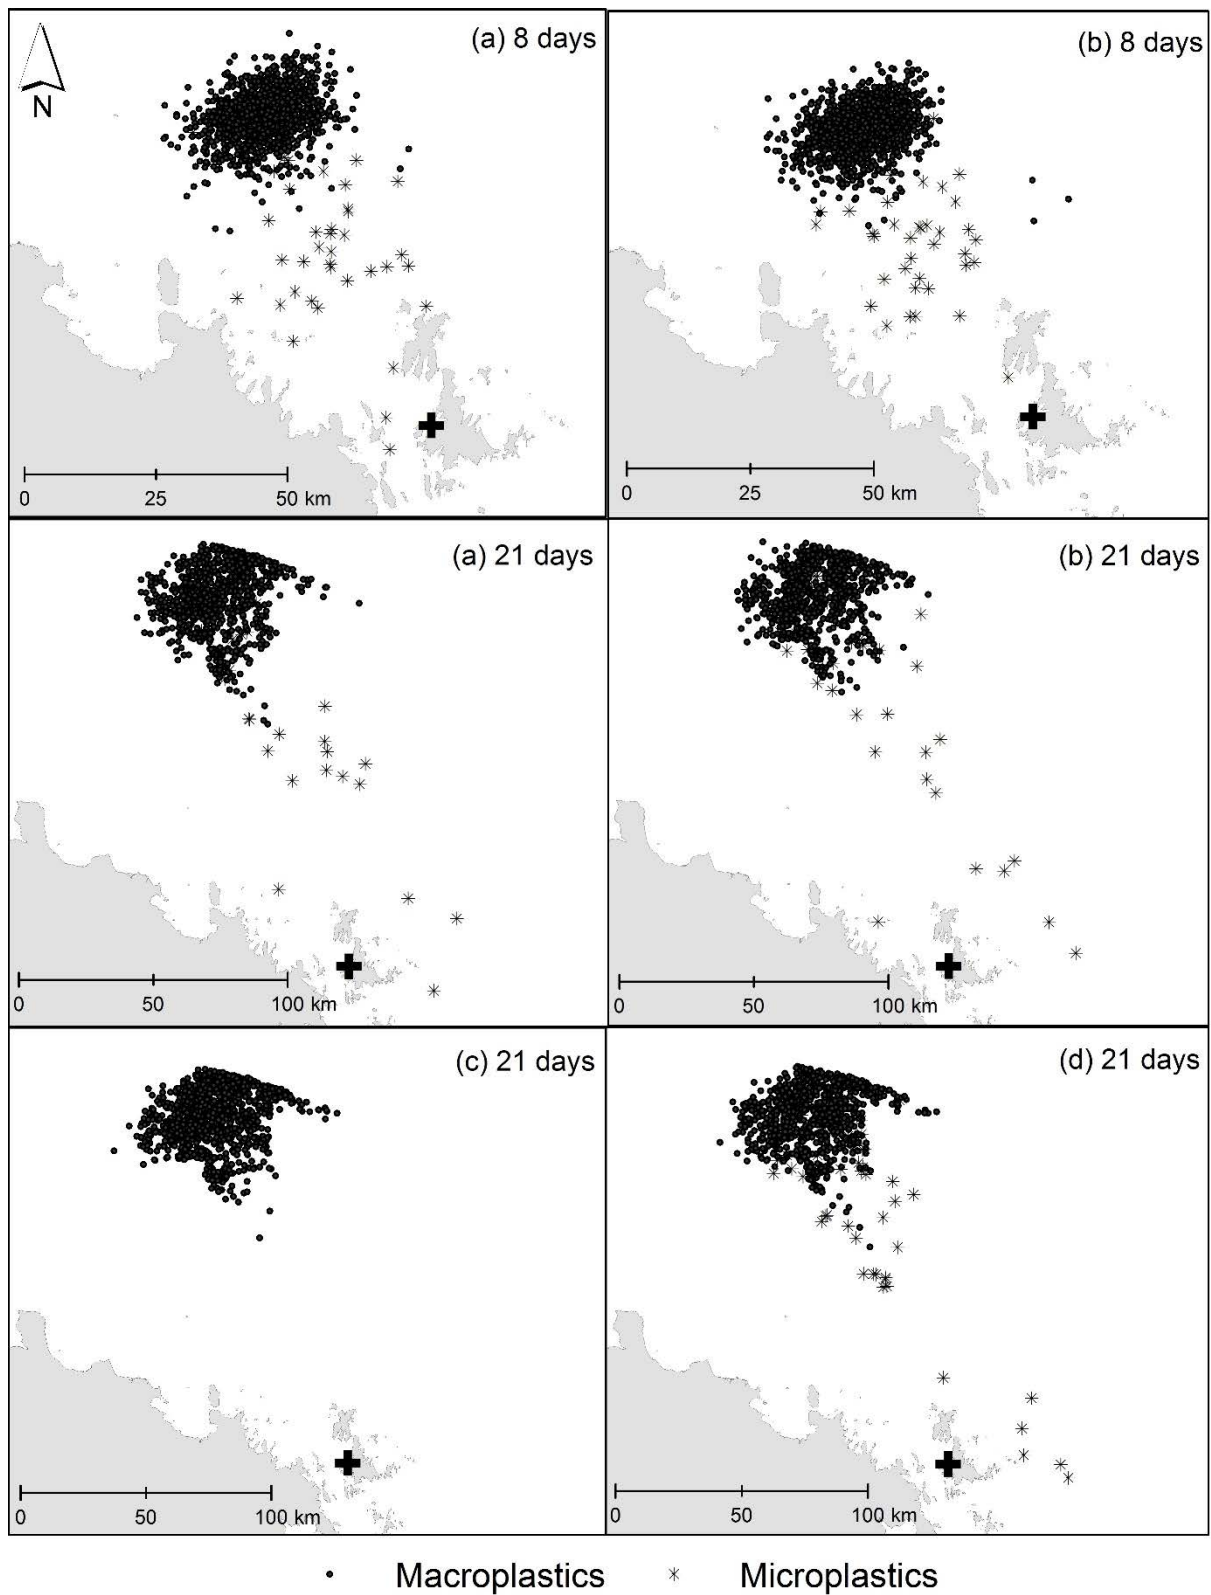 (a) 8 days
(b) 8 days
N
0 25 50 km
0 25 50 km
(a) 21 days
(b) 21 days
0 50 100 km
0 50 100 km
(c) 21 days
(d) 21 days
0 50 100 km
0 50 100 km
Macroplastics Microplastics